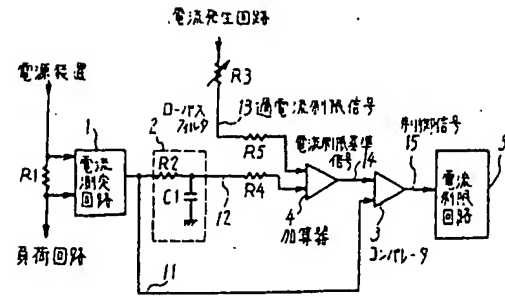 電流発生回路
電源装置
R3
ローパス
フィルタ
13 過電流制限信号
1
2
R1
電流
測定
回路
R2
C1
R5
電流制限基準
信号 14
制御信号
15
5
12
R4
4
加算器
3
コンパレータ
電流
制限
回路
負荷回路
11